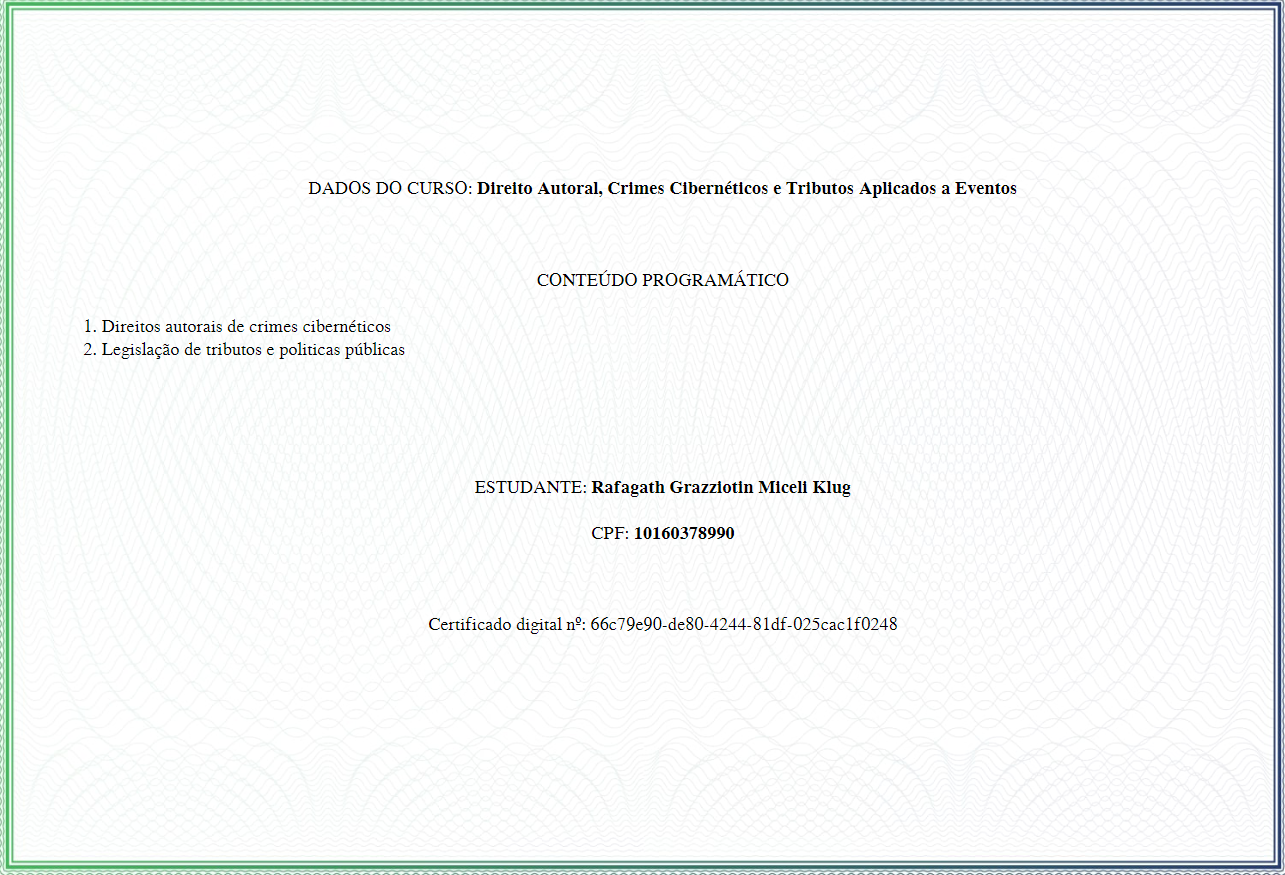 DADOS DO CURSO: Direito Autoral, Crimes Cibernéticos e Tributos Aplicados a Eventos
CONTEÚDO PROGRAMÁTICO
1. Direitos autorais de crimes cibernéticos
2. Legislação de tributos e politicas públicas
ESTUDANTE: Rafagath Grazziotin Miceli Klug
CPF: 10160378990
Certificado digital nº: 66c79e90-de80-4244-81df-025cac1f0248